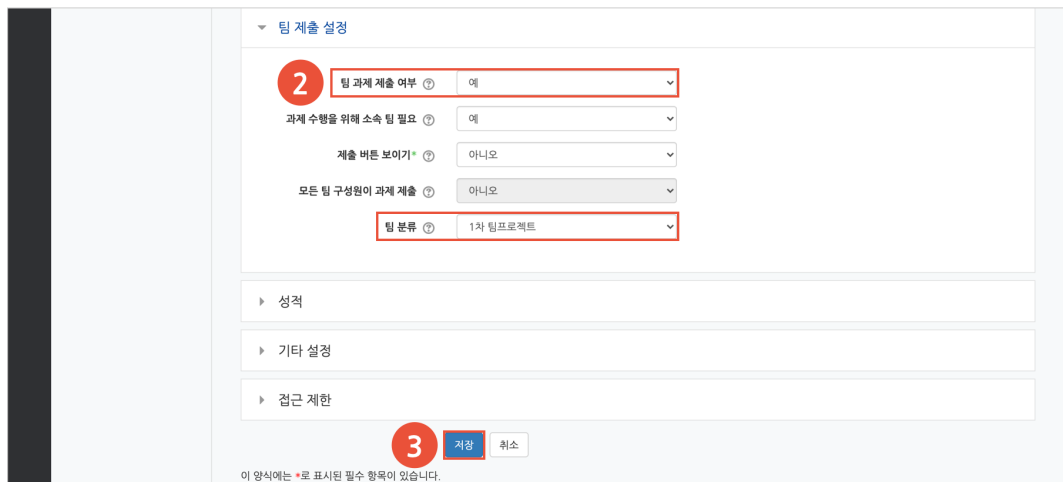 팀 제출 설정
2 팀 과제 제출 여부 예
과제 수행을 위해 소속 팀 필요 예
제출 버튼 보이기* 아니오
모든 팀 구성원이 과제 제출 아니오
팀 분류 1차 팀프로젝트
성적
기타 설정
접근 제한
3 저장 취소
이 양식에는 *로 표시된 필수 항목이 있습니다.